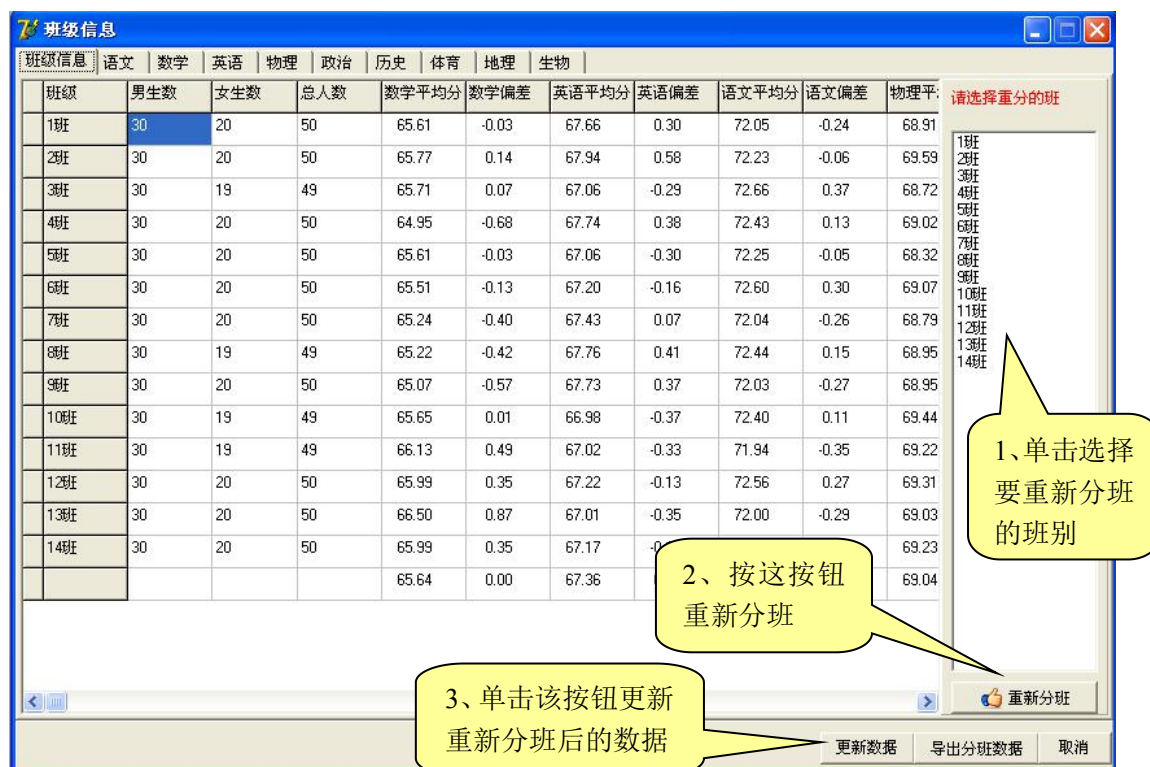 班级信息
班级信息 语文 数学 英语 物理 政治 历史 体育 地理 生物
班级 男生数 女生数 总人数 数学平均分 数学偏差 英语平均分 英语偏差 语文平均分 语文偏差 物理平
1班 30 20 50 65.61 -0.03 67.66 0.30 72.05 -0.24 68.91
2班 30 20 50 65.77 0.14 67.94 0.58 72.23 -0.06 69.59
3班 30 19 49 65.71 0.07 67.06 -0.29 72.66 0.37 68.72
4班 30 20 50 64.95 -0.68 67.74 0.38 72.43 0.13 69.02
5班 30 20 50 65.61 -0.03 67.06 -0.30 72.25 -0.05 68.32
6班 30 20 50 65.51 -0.13 67.20 -0.16 72.60 0.30 69.07
7班 30 20 50 65.24 -0.40 67.43 0.07 72.04 -0.26 68.79
8班 30 19 49 65.22 -0.42 67.76 0.41 72.44 0.15 68.95
9班 30 20 50 65.07 -0.57 67.73 0.37 72.03 -0.27 68.95
10班 30 19 49 65.65 0.01 66.98 -0.37 72.40 0.11 69.44
11班 30 19 49 66.13 0.49 67.02 -0.33 71.94 -0.35 69.22
12班 30 20 50 65.99 0.35 67.22 -0.13 72.56 0.27 69.31
13班 30 20 50 66.50 0.87 67.01 -0.35 72.00 -0.29 69.03
14班 30 20 50 65.99 0.35 67.17 69.23
65.64 0.00 67.36 69.04
请选择重分的班
1班
2班
3班
4班
5班
6班
7班
8班
9班
10班
11班
12班
13班
14班
1、单击选择
要重新分班
的班别
2、按这按钮
重新分班
3、单击该按钮更新
重新分班后的数据
重新分班
更新数据 导出分班数据 取消